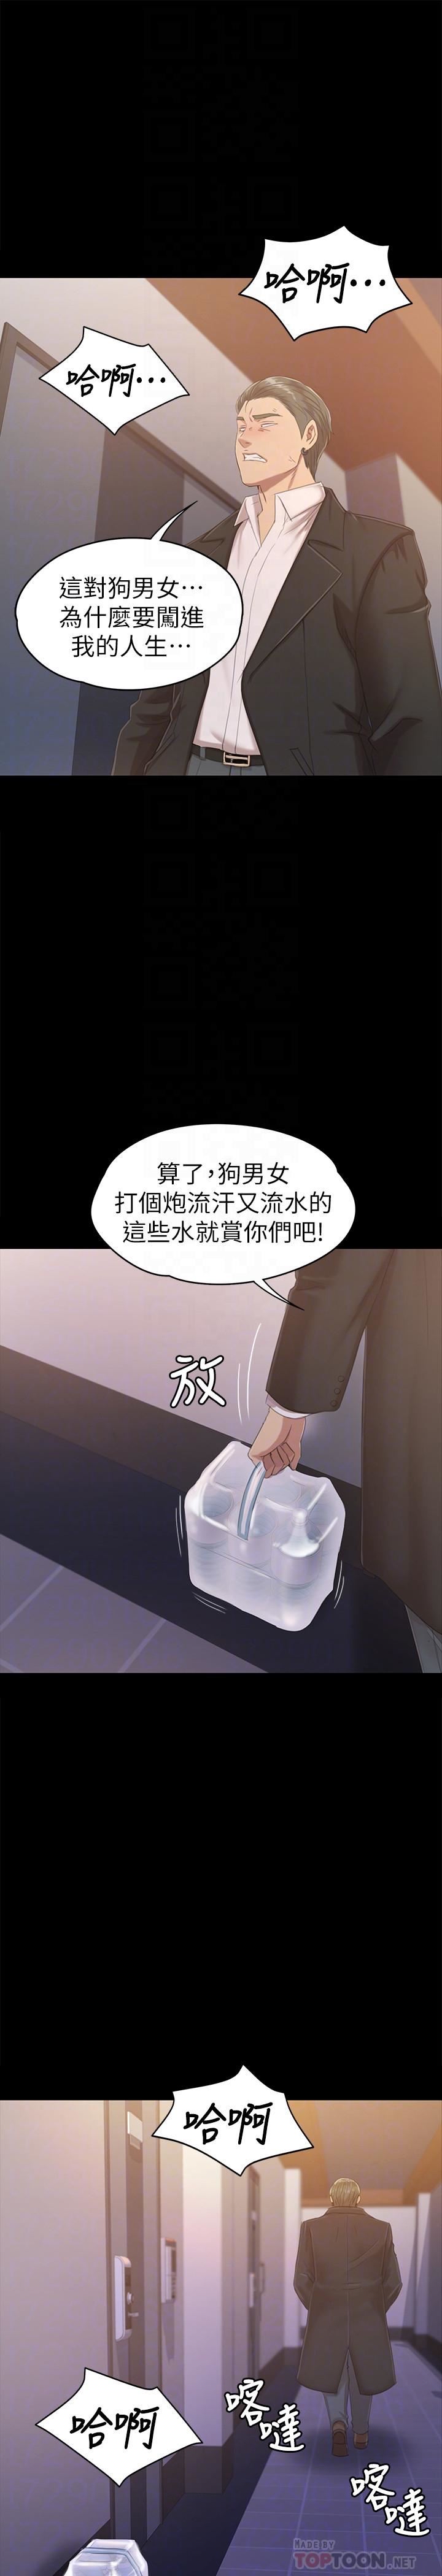 哈啊…
哈啊…
這對狗男女…
為什麼要闖進
我的人生…
算了，狗男女
打個炮流汗又流水的
這些水就賞你們吧!
放
哈啊
哈啊
喀噠
喀噠
MADE BY
TOPTOON.NET